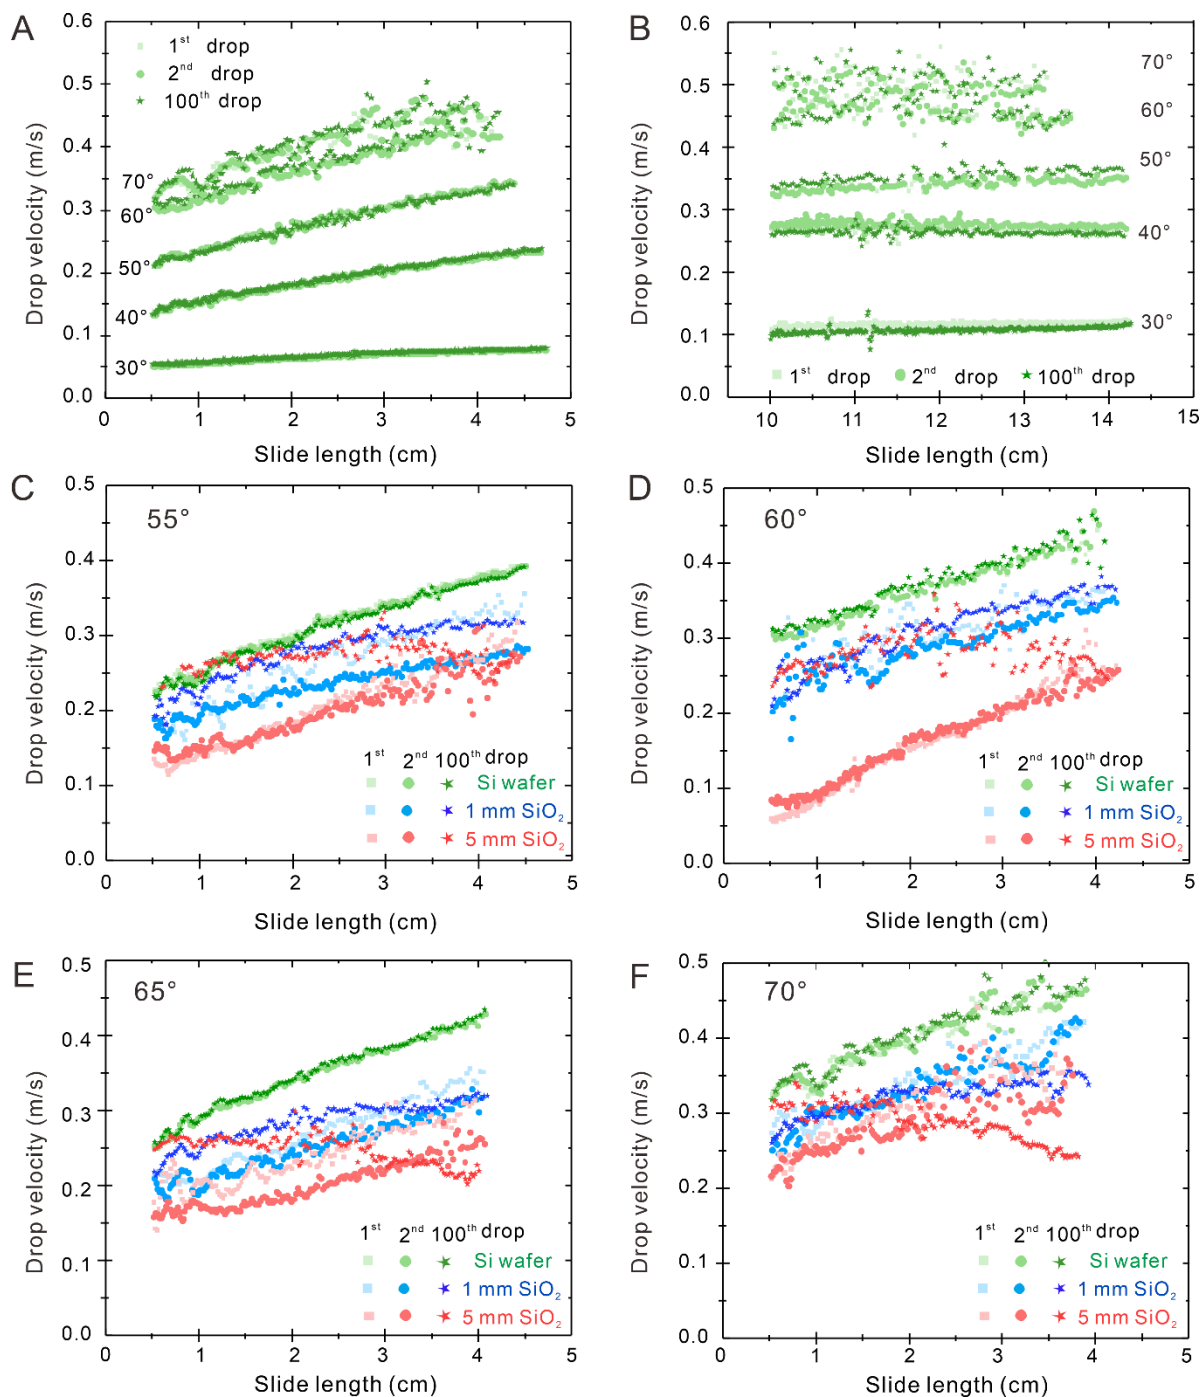 A
Drop velocity (m/s)
0.6
0.5
0.4
0.3
0.2
0.1
0.0
1st drop
2nd drop
100th drop
70°
60°
50°
40°
30°
0 1 2 3 4 5
Slide length (cm)
B
Drop velocity (m/s)
0.6
0.5
0.4
0.3
0.2
0.1
0.0
70°
60°
50°
40°
30°
1st drop 2nd drop 100th drop
10 11 12 13 14 15
Slide length (cm)
C
Drop velocity (m/s)
0.5
0.4
0.3
0.2
0.1
0.0
55°
1st 2nd 100th drop
Si wafer
1 mm SiO2
5 mm SiO2
0 1 2 3 4 5
Slide length (cm)
D
Drop velocity (m/s)
0.5
0.4
0.3
0.2
0.1
0.0
60°
1st 2nd 100th drop
Si wafer
1 mm SiO2
5 mm SiO2
0 1 2 3 4 5
Slide length (cm)
E
Drop velocity (m/s)
0.5
0.4
0.3
0.2
0.1
0.0
65°
1st 2nd 100th drop
Si wafer
1 mm SiO2
5 mm SiO2
0 1 2 3 4 5
Slide length (cm)
F
Drop velocity (m/s)
0.5
0.4
0.3
0.2
0.1
0.0
70°
1st 2nd 100th drop
Si wafer
1 mm SiO2
5 mm SiO2
0 1 2 3 4 5
Slide length (cm)